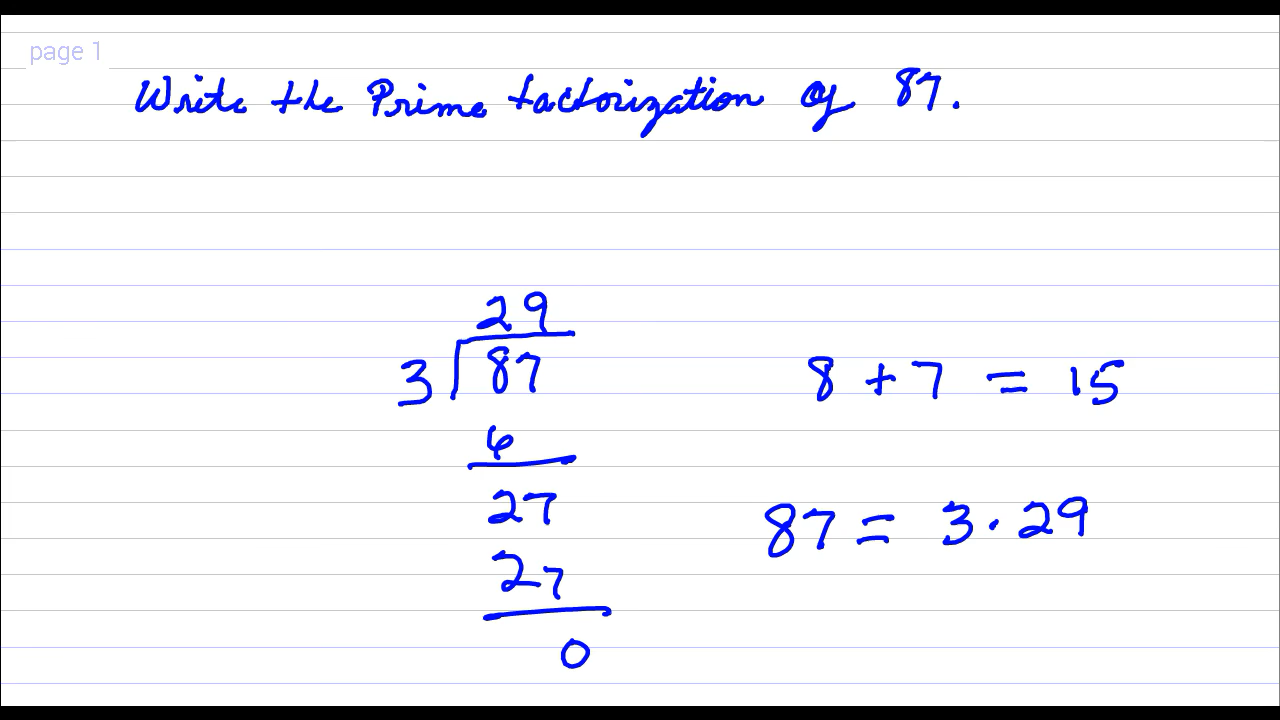 page 1
Write the Prime factorization of 87.
29
3 87
8 + 7 = 15
6
27
87 = 3 · 29
27
0